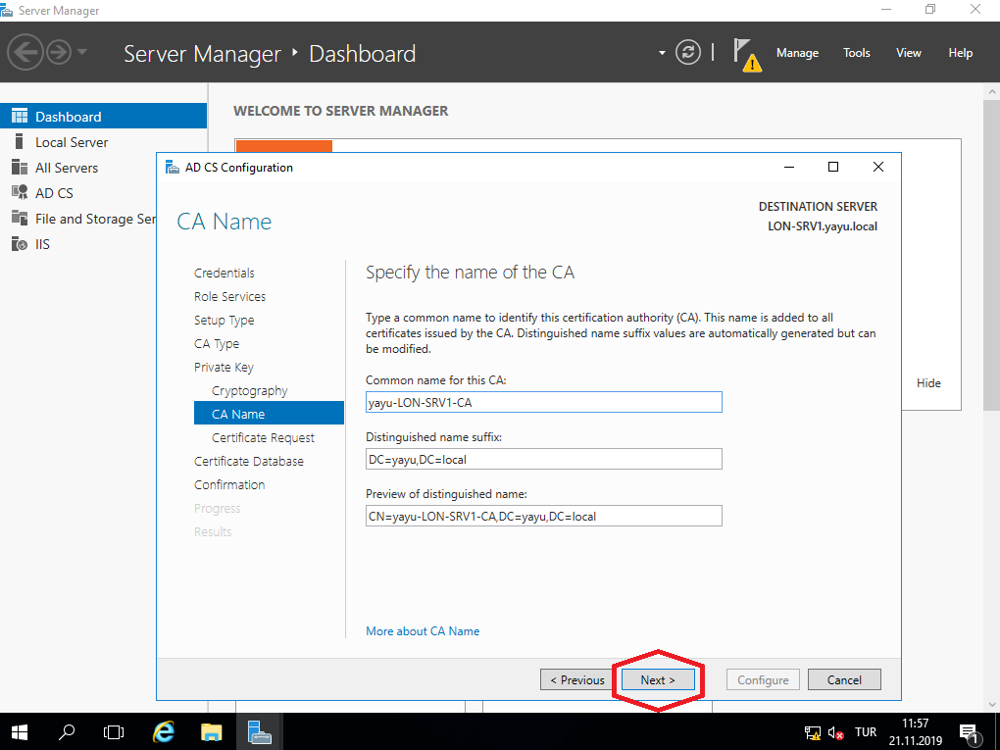 Server Manager
Server Manager ‣ Dashboard
Manage Tools View Help
Dashboard
Local Server
All Servers
AD CS
File and Storage Ser
IIS
WELCOME TO SERVER MANAGER
Hide
AD CS Configuration
CA Name
DESTINATION SERVER
LON-SRV1.yayu.local
Credentials
Role Services
Setup Type
CA Type
Private Key
Cryptography
CA Name
Certificate Request
Certificate Database
Confirmation
Progress
Results
Specify the name of the CA
Type a common name to identify this certification authority (CA). This name is added to all
certificates issued by the CA. Distinguished name suffix values are automatically generated but can
be modified.
Common name for this CA:
yayu-LON-SRV1-CA
Distinguished name suffix:
DC=yayu,DC=local
Preview of distinguished name:
CN=yayu-LON-SRV1-CA,DC=yayu,DC=local
More about CA Name
< Previous Next > Configure Cancel
TUR
11:57
21.11.2019
1